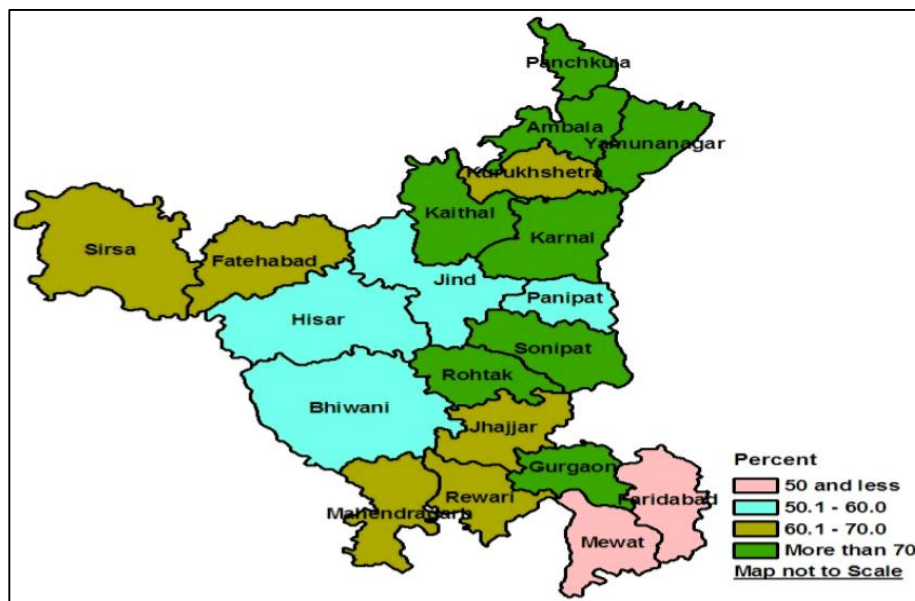 Panchkula
Ambala
Yamunanagar
Kurukhshetra
Kaithal
Karnal
Sirsa
Fatehabad
Jind
Panipat
Hisar
Sonipat
Rohtak
Bhiwani
Jhajjar
Gurgaon
Rewari
Mahendragarh
Faridabad
Mewat
Percent
50 and less
50.1 - 60.0
60.1 - 70.0
More than 70
Map not to Scale